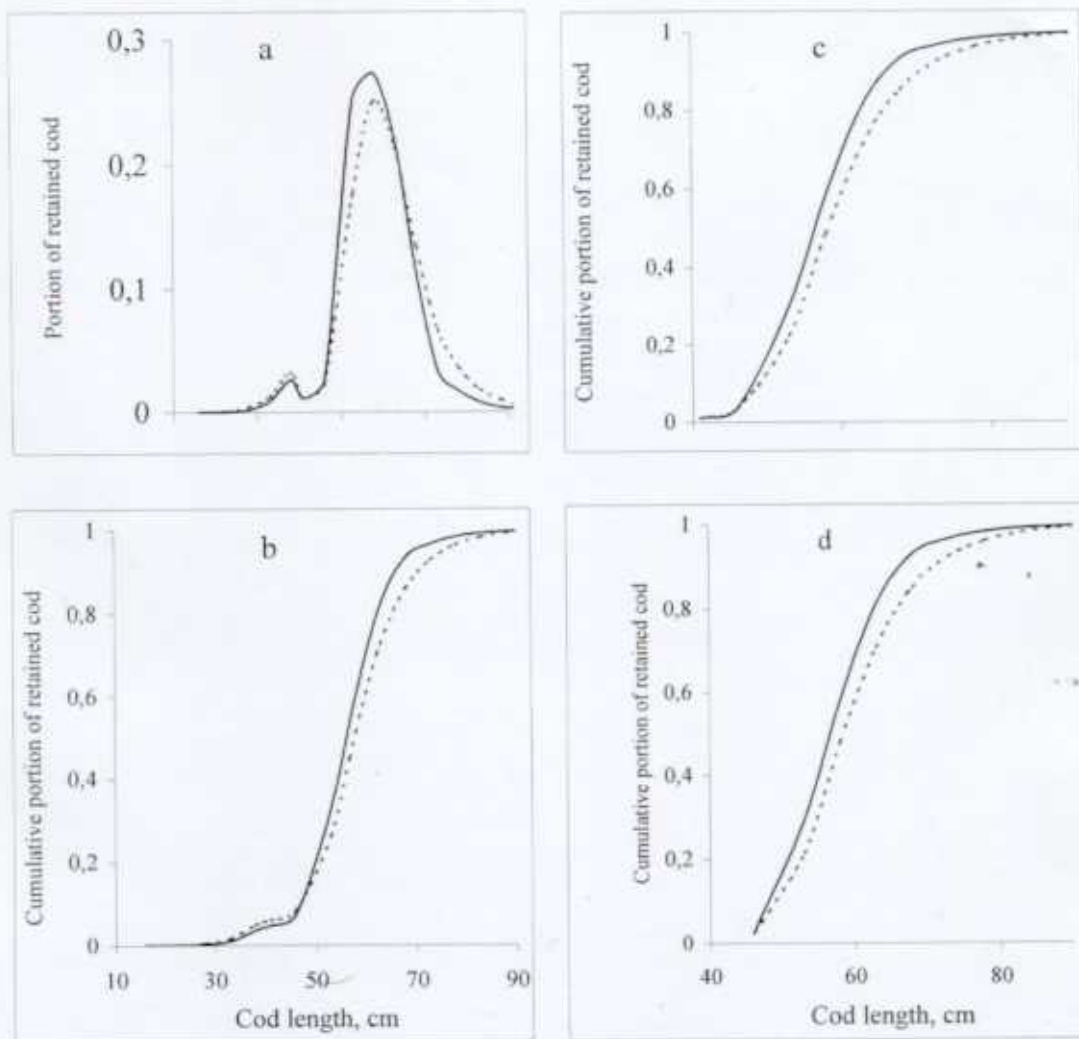 a
0,3
0,2
0,1
0
Portion of retained cod
c
1
0,8
0,6
0,4
0,2
0
Cumulative portion of retained cod
b
1
0,8
0,6
0,4
0,2
0
10 30 50 70 90
Cumulative portion of retained cod
Cod length, cm
d
1
0,8
0,6
0,4
0,2
0
40 60 80
Cumulative portion of retained cod
Cod length, cm